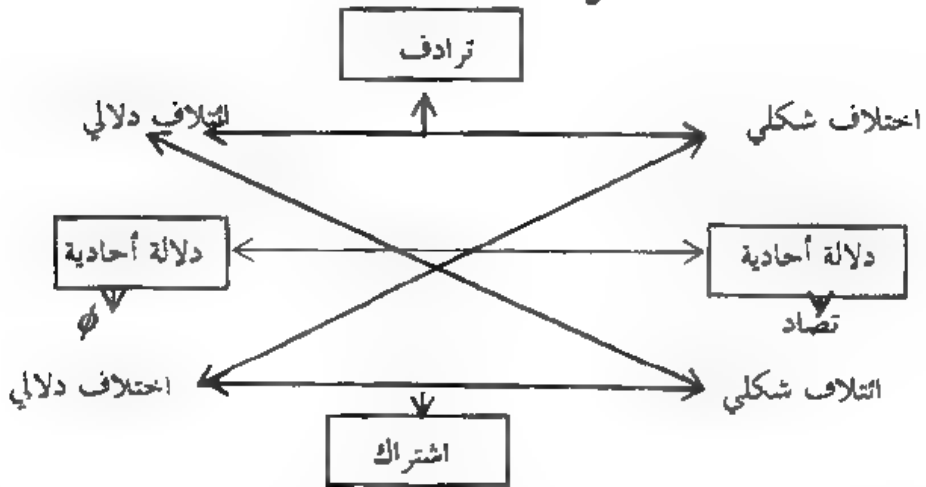 ترادف
اختلاف شكلي
ائتلاف دلالي
دلالة أحادية
دلالة أحادية
تضاد
ϕ
ائتلاف شكلي
اختلاف دلالي
اشتراك